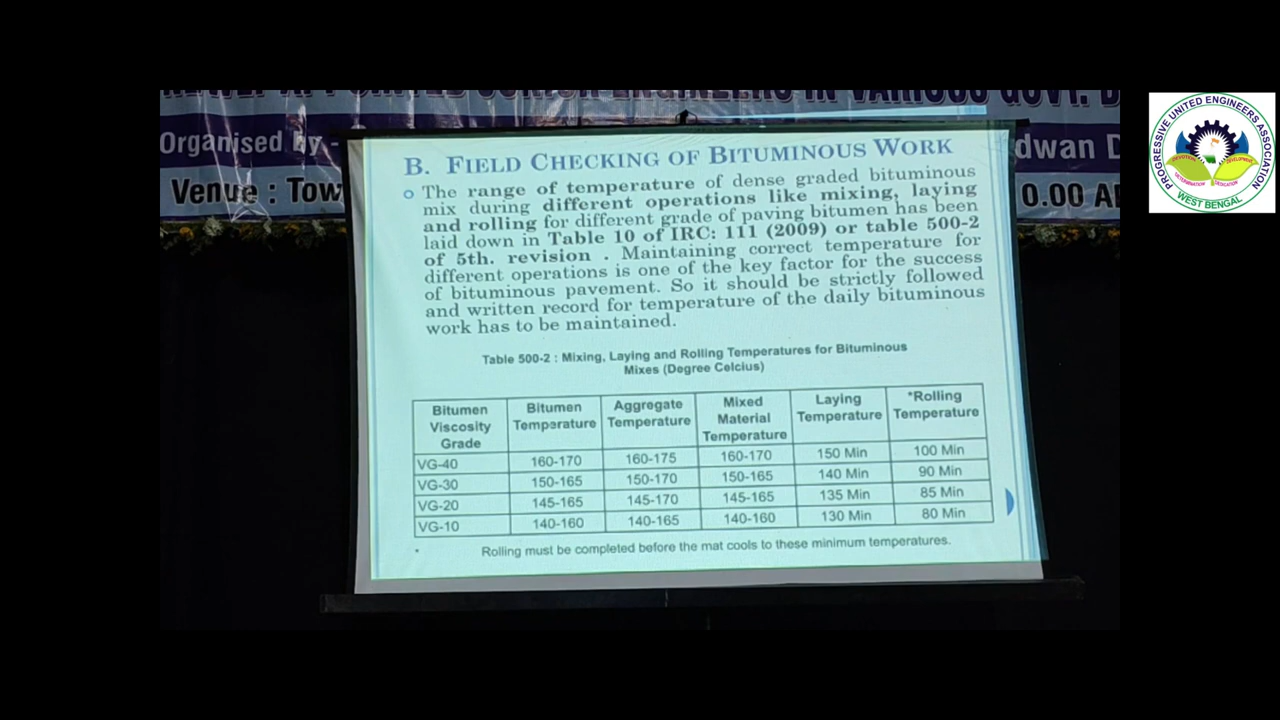 JUNIOR ENGINEERS IN VARIOUS GOVT. D
Organised by -
dwan D
Venue : Tow
0.00 A
B. FIELD CHECKING OF BITUMINOUS WORK
The range of temperature of dense graded bituminous
mix during different operations like mixing, laying
and rolling for different grade of paving bitumen has been
laid down in Table 10 of IRC: 111 (2009) or table 500-2
of 5th. revision . Maintaining correct temperature for
different operations is one of the key factor for the success
of bituminous pavement. So it should be strictly followed
and written record for temperature of the daily bituminous
work has to be maintained.
Table 500-2 : Mixing, Laying and Rolling Temperatures for Bituminous
Mixes (Degree Celcius)
Bitumen Viscosity Grade Bitumen Temperature Aggregate Temperature Mixed Material Temperature Laying Temperature *Rolling Temperature
VG-40 160-170 160-175 160-170 150 Min 100 Min
VG-30 150-165 150-170 150-165 140 Min 90 Min
VG-20 145-165 145-170 145-165 135 Min 85 Min
VG-10 140-160 140-165 140-160 130 Min 80 Min
* Rolling must be completed before the mat cools to these minimum temperatures.
PROGRESSIVE UNITED ENGINEERS ASSOCIATION
DEVOTION DEVELOPMENT
DETERMINATION DEDICATION
WEST BENGAL